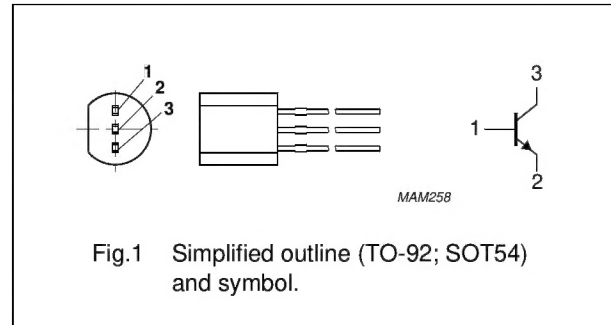 1
2
3
3
1
2
MAM258
Fig.1 Simplified outline (TO-92; SOT54)
and symbol.